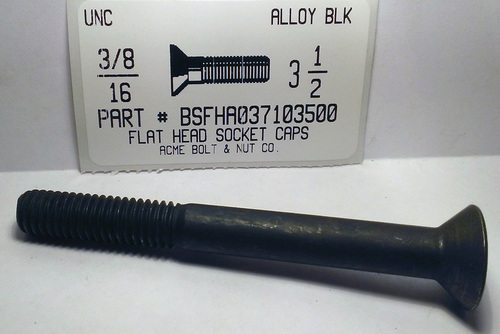 UNC ALLOY BLK
3/8
16
3 1/2
PART # BSFHA037103500
FLAT HEAD SOCKET CAPS
ACME BOLT & NUT CO.